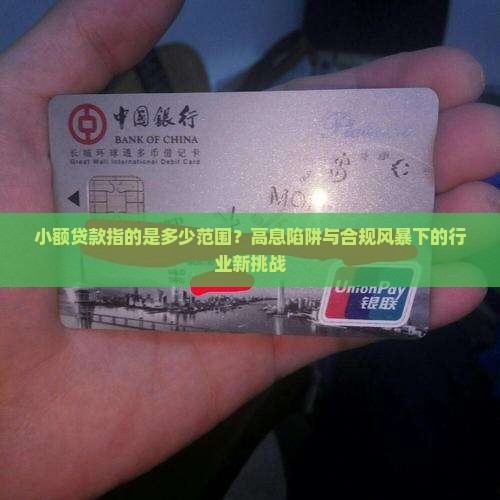 中国银行
BANK OF CHINA
长城环球通多币借记卡
Great Wall International Debit Card
小额贷款指的是多少范围？高息陷阱与合规风暴下的行
业新挑战
UnionPay
银联